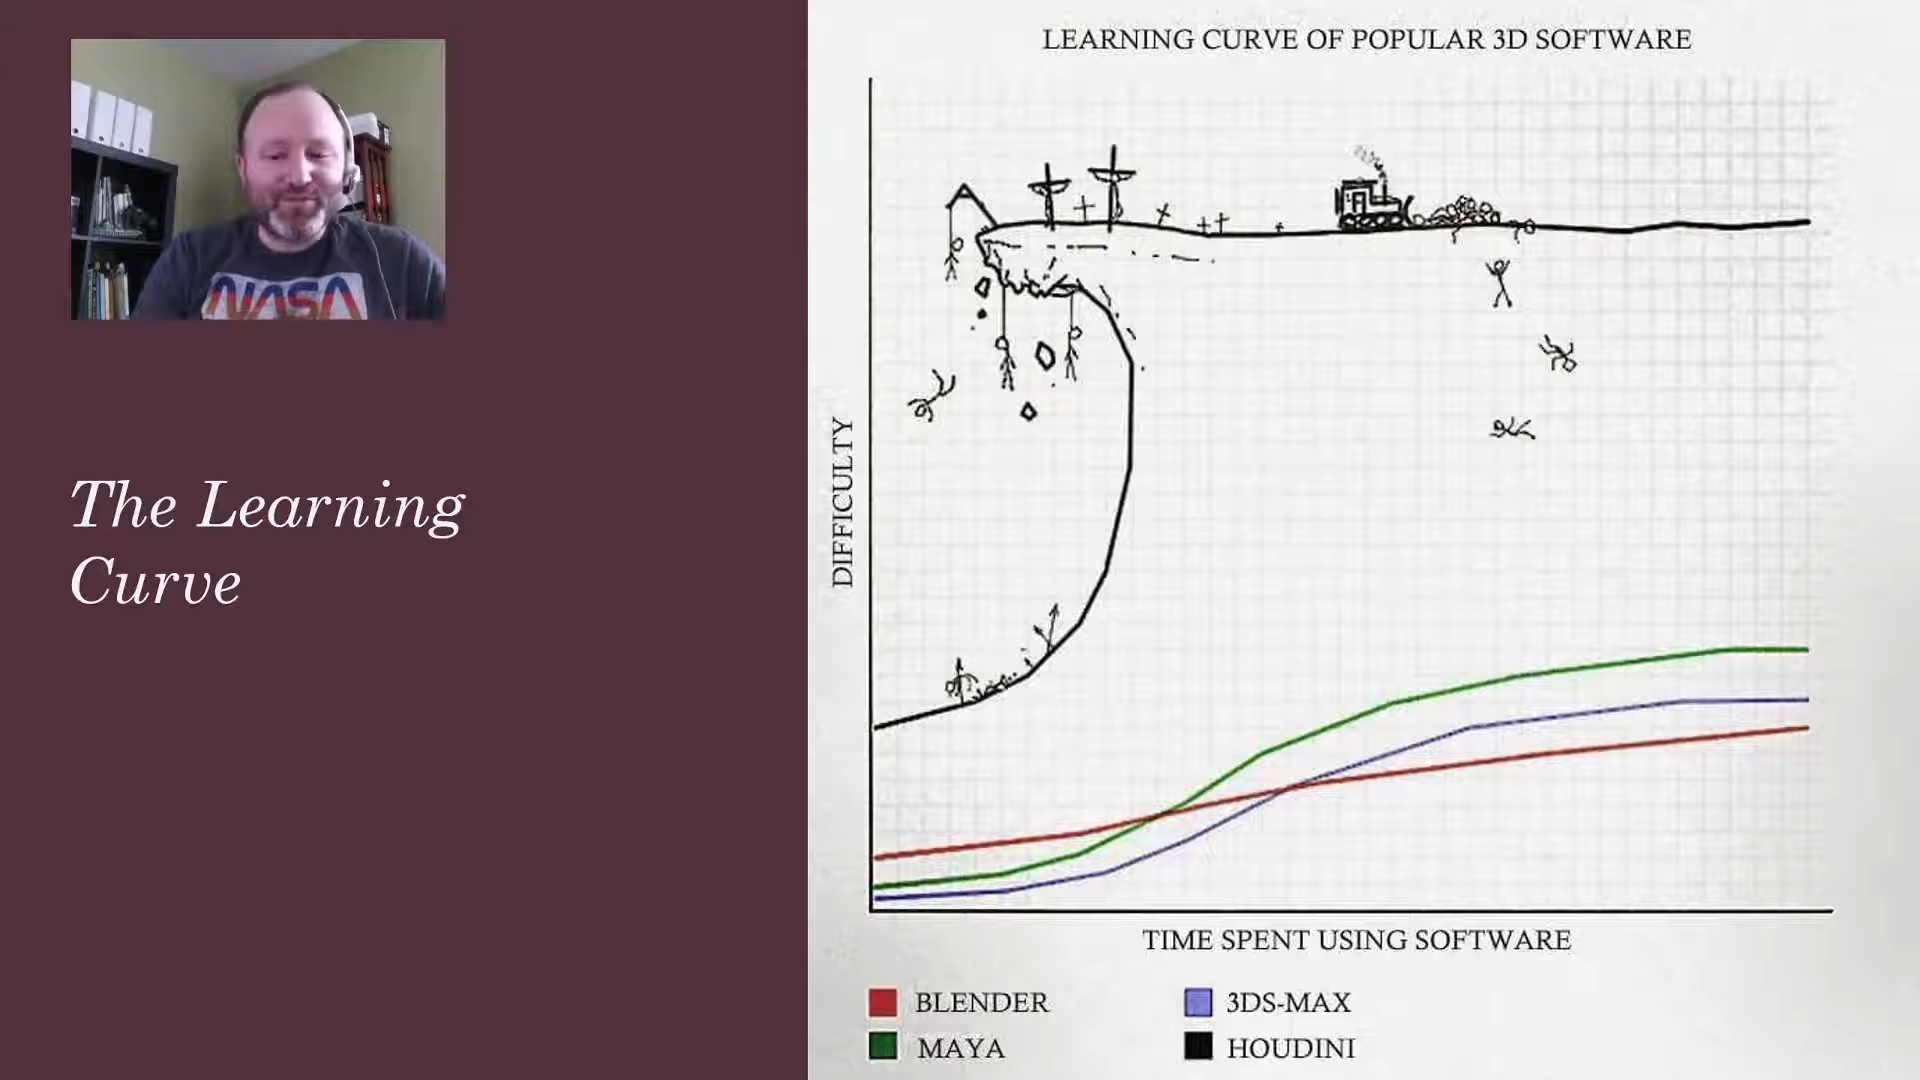 NASA
The Learning
Curve
LEARNING CURVE OF POPULAR 3D SOFTWARE
DIFFICULTY
TIME SPENT USING SOFTWARE
BLENDER
3DS-MAX
MAYA
HOUDINI